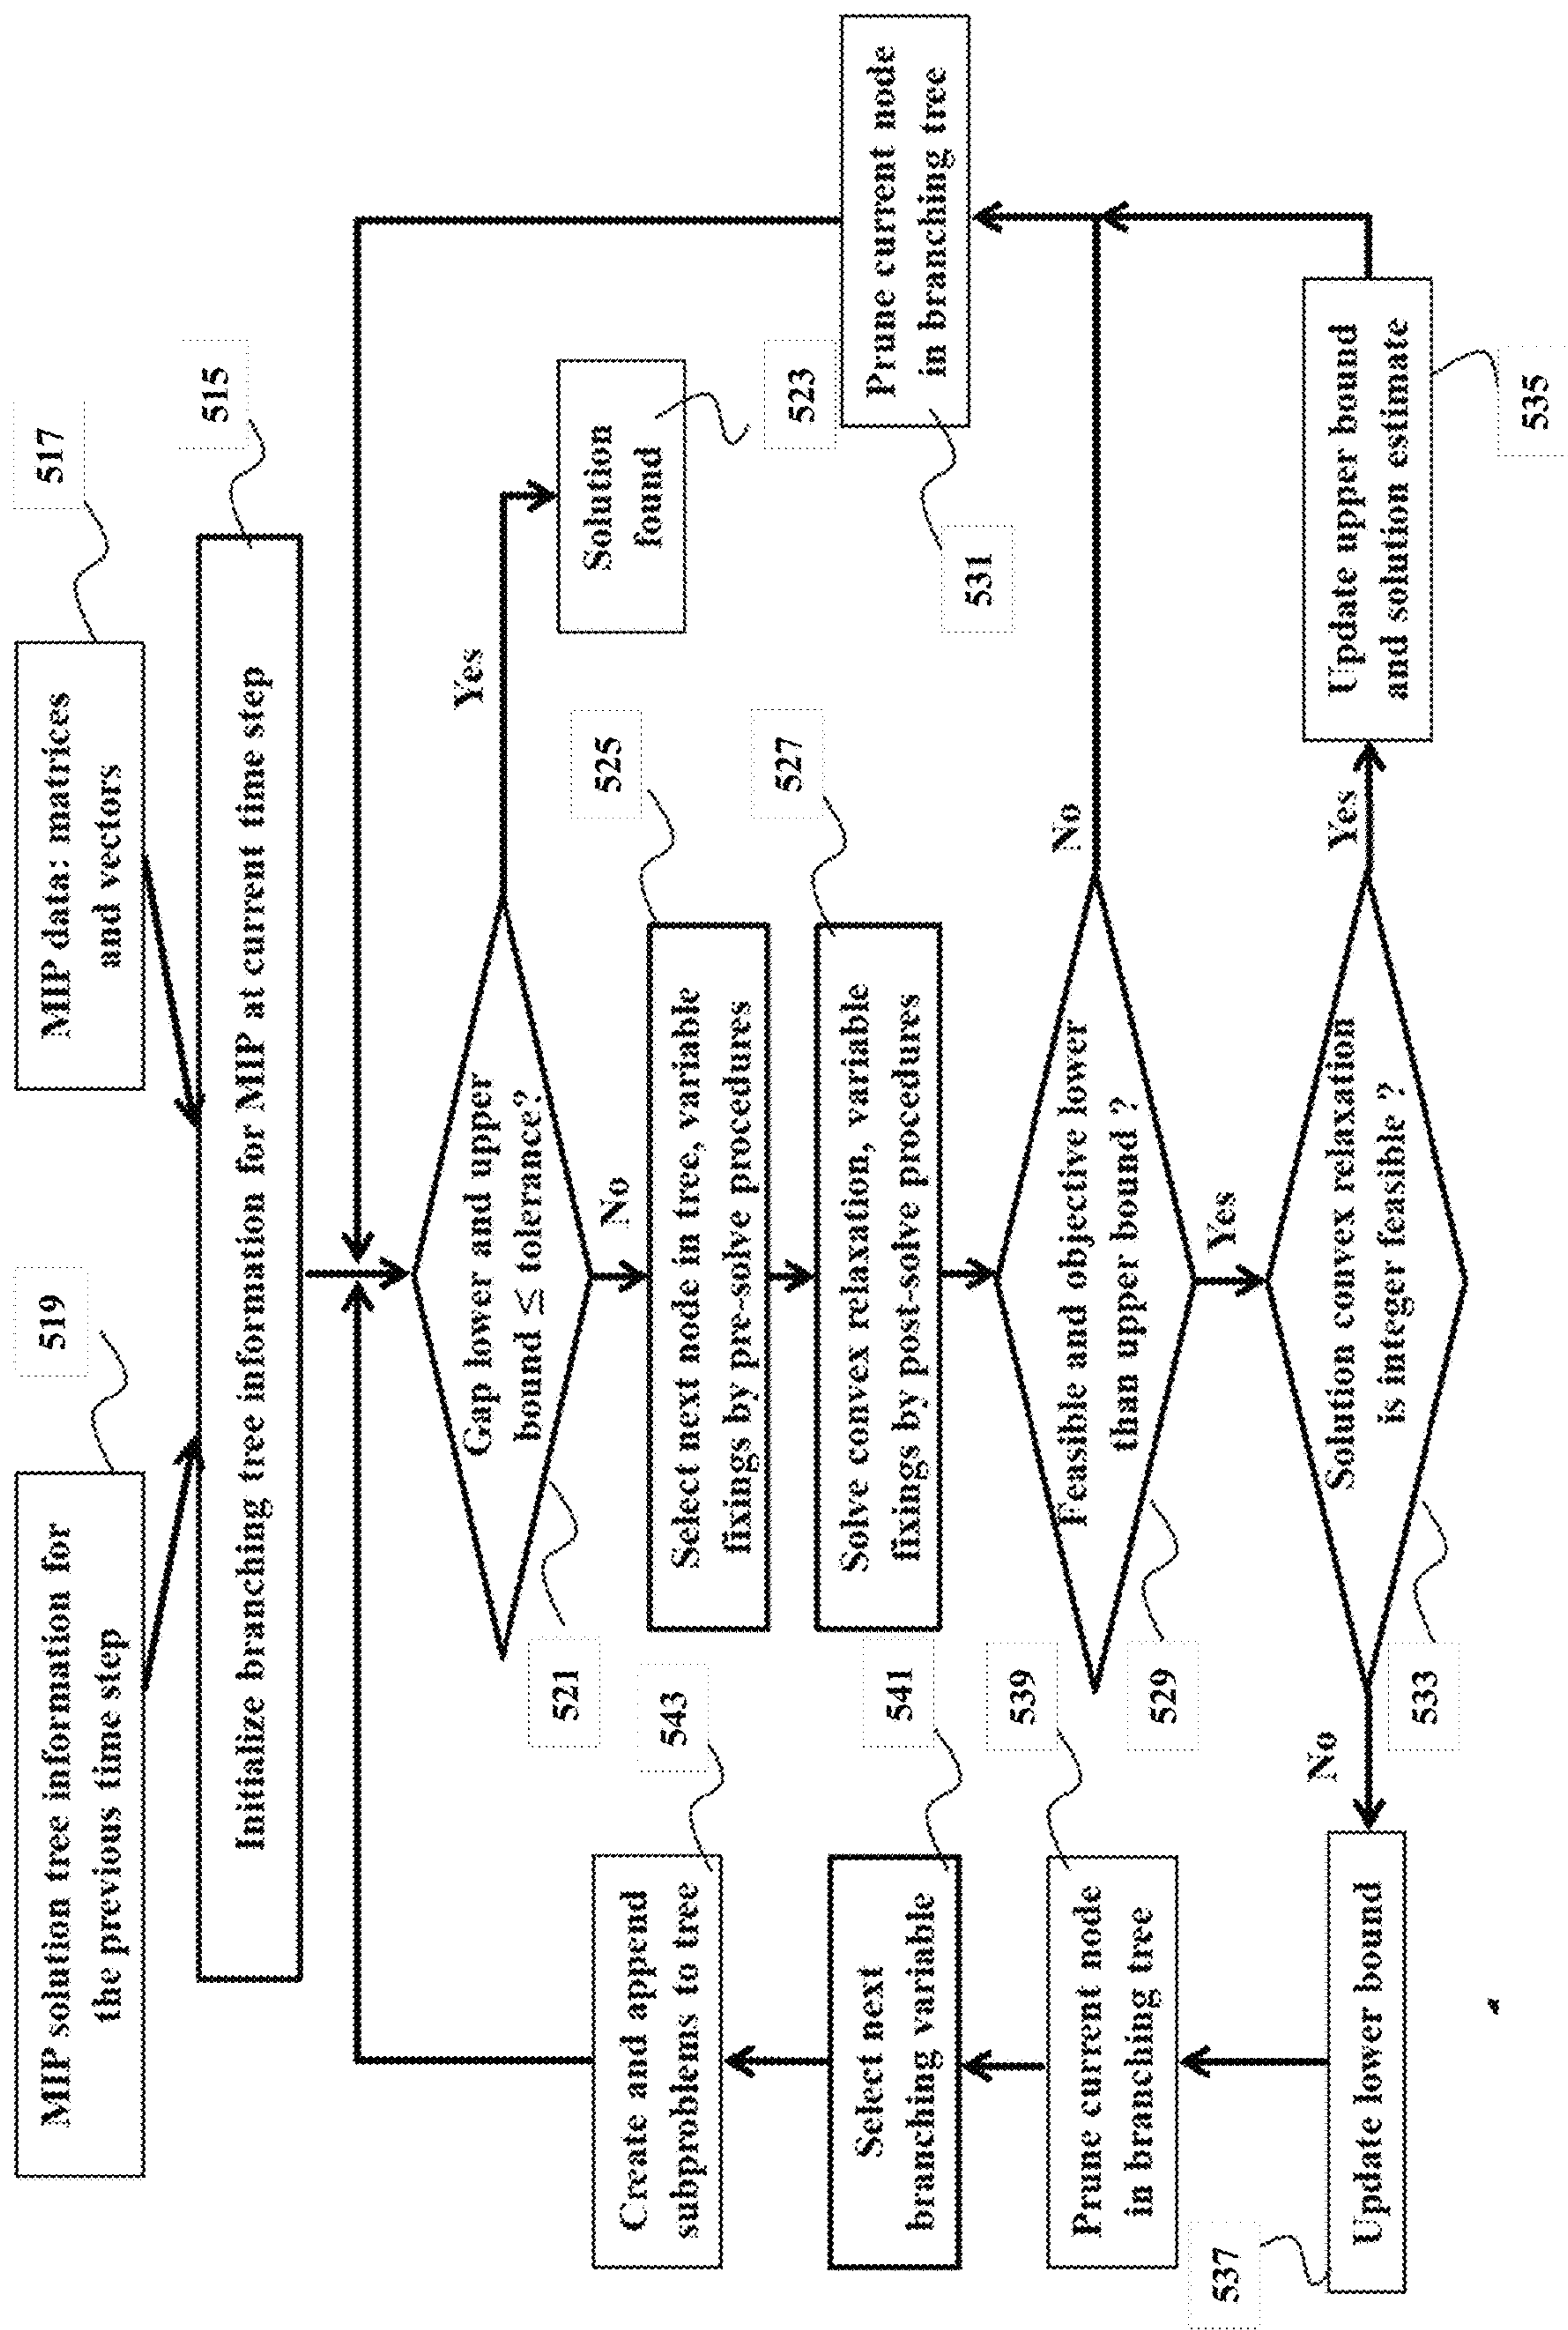 MIP solution tree information for
the previous time step
519
MIP data: matrices
and vectors
517
Initialize branching tree information for MIP at current time step
515
Gap lower and upper
bound ≤ tolerance?
521
Yes
No
Solution
found
523
Select next node in tree, variable
fixings by pre-solve procedures
525
Solve convex relaxation, variable
fixings by post-solve procedures
527
Feasible and objective lower
than upper bound ?
529
No
Yes
Prune current node
in branching tree
531
Solution convex relaxation
is integer feasible ?
533
Yes
No
Update upper bound
and solution estimate
535
Update lower bound
537
Prune current node
in branching tree
539
Select next
branching variable
541
Create and append
subproblems to tree
543